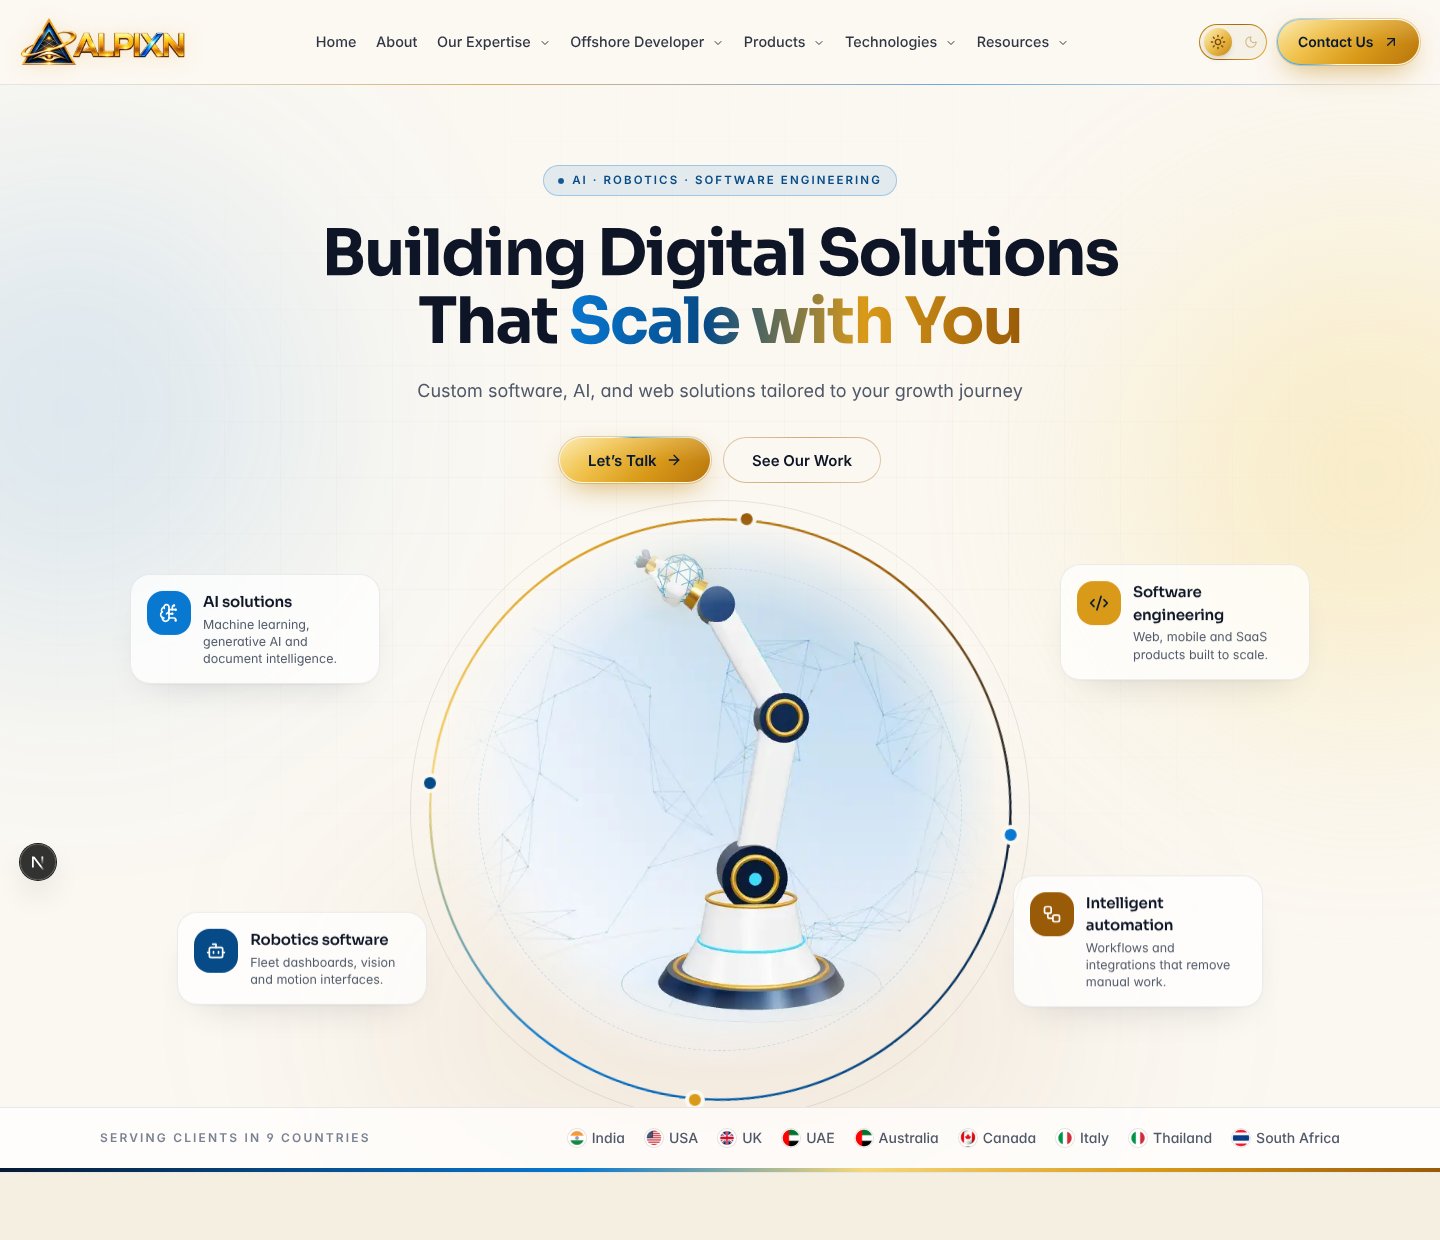 ALPIXN
Home About Our Expertise Offshore Developer Products Technologies Resources
Contact Us
AI · ROBOTICS · SOFTWARE ENGINEERING
Building Digital Solutions
That Scale with You
Custom software, AI, and web solutions tailored to your growth journey
Let’s Talk
See Our Work
AI solutions
Machine learning,
generative AI and
document intelligence.
Software
engineering
Web, mobile and SaaS
products built to scale.
N
Robotics software
Fleet dashboards, vision
and motion interfaces.
Intelligent
automation
Workflows and
integrations that remove
manual work.
SERVING CLIENTS IN 9 COUNTRIES
India USA UK UAE Australia Canada Italy Thailand South Africa